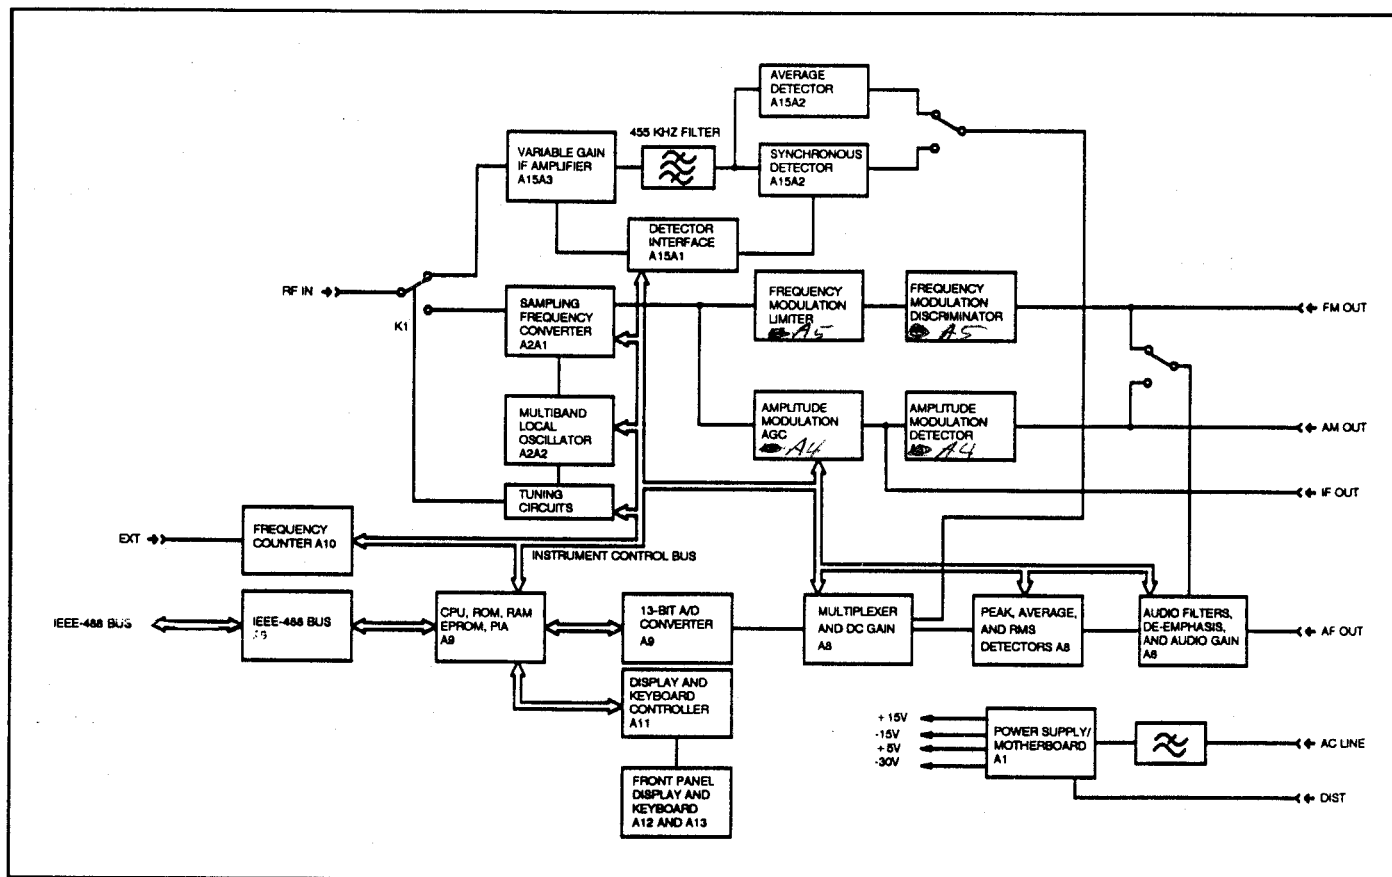 AVERAGE
DETECTOR
A15A2
455 KHZ FILTER
VARIABLE GAIN
IF AMPLIFIER
A15A3
SYNCHRONOUS
DETECTOR
A15A2
DETECTOR
INTERFACE
A15A1
RF IN
K1
SAMPLING
FREQUENCY
CONVERTER
A2A1
FREQUENCY
MODULATION
LIMITER
A5
FREQUENCY
MODULATION
DISCRIMINATOR
A5
FM OUT
MULTIBAND
LOCAL
OSCILLATOR
A2A2
AMPLITUDE
MODULATION
AGC
A4
AMPLITUDE
MODULATION
DETECTOR
A4
AM OUT
TUNING
CIRCUITS
IF OUT
EXT
FREQUENCY
COUNTER A10
INSTRUMENT CONTROL BUS
IEEE-488 BUS
IEEE-488 BUS
CPU, ROM, RAM
EPROM, PIA
A9
13-BIT A/D
CONVERTER
A9
MULTIPLEXER
AND DC GAIN
A8
PEAK, AVERAGE,
AND RMS
DETECTORS A8
AUDIO FILTERS,
DE-EMPHASIS,
AND AUDIO GAIN
A6
AF OUT
DISPLAY AND
KEYBOARD
CONTROLLER
A11
FRONT PANEL
DISPLAY AND
KEYBOARD
A12 AND A13
+ 15V
-15V
+ 5V
-30V
POWER SUPPLY/
MOTHERBOARD
A1
AC LINE
DIST